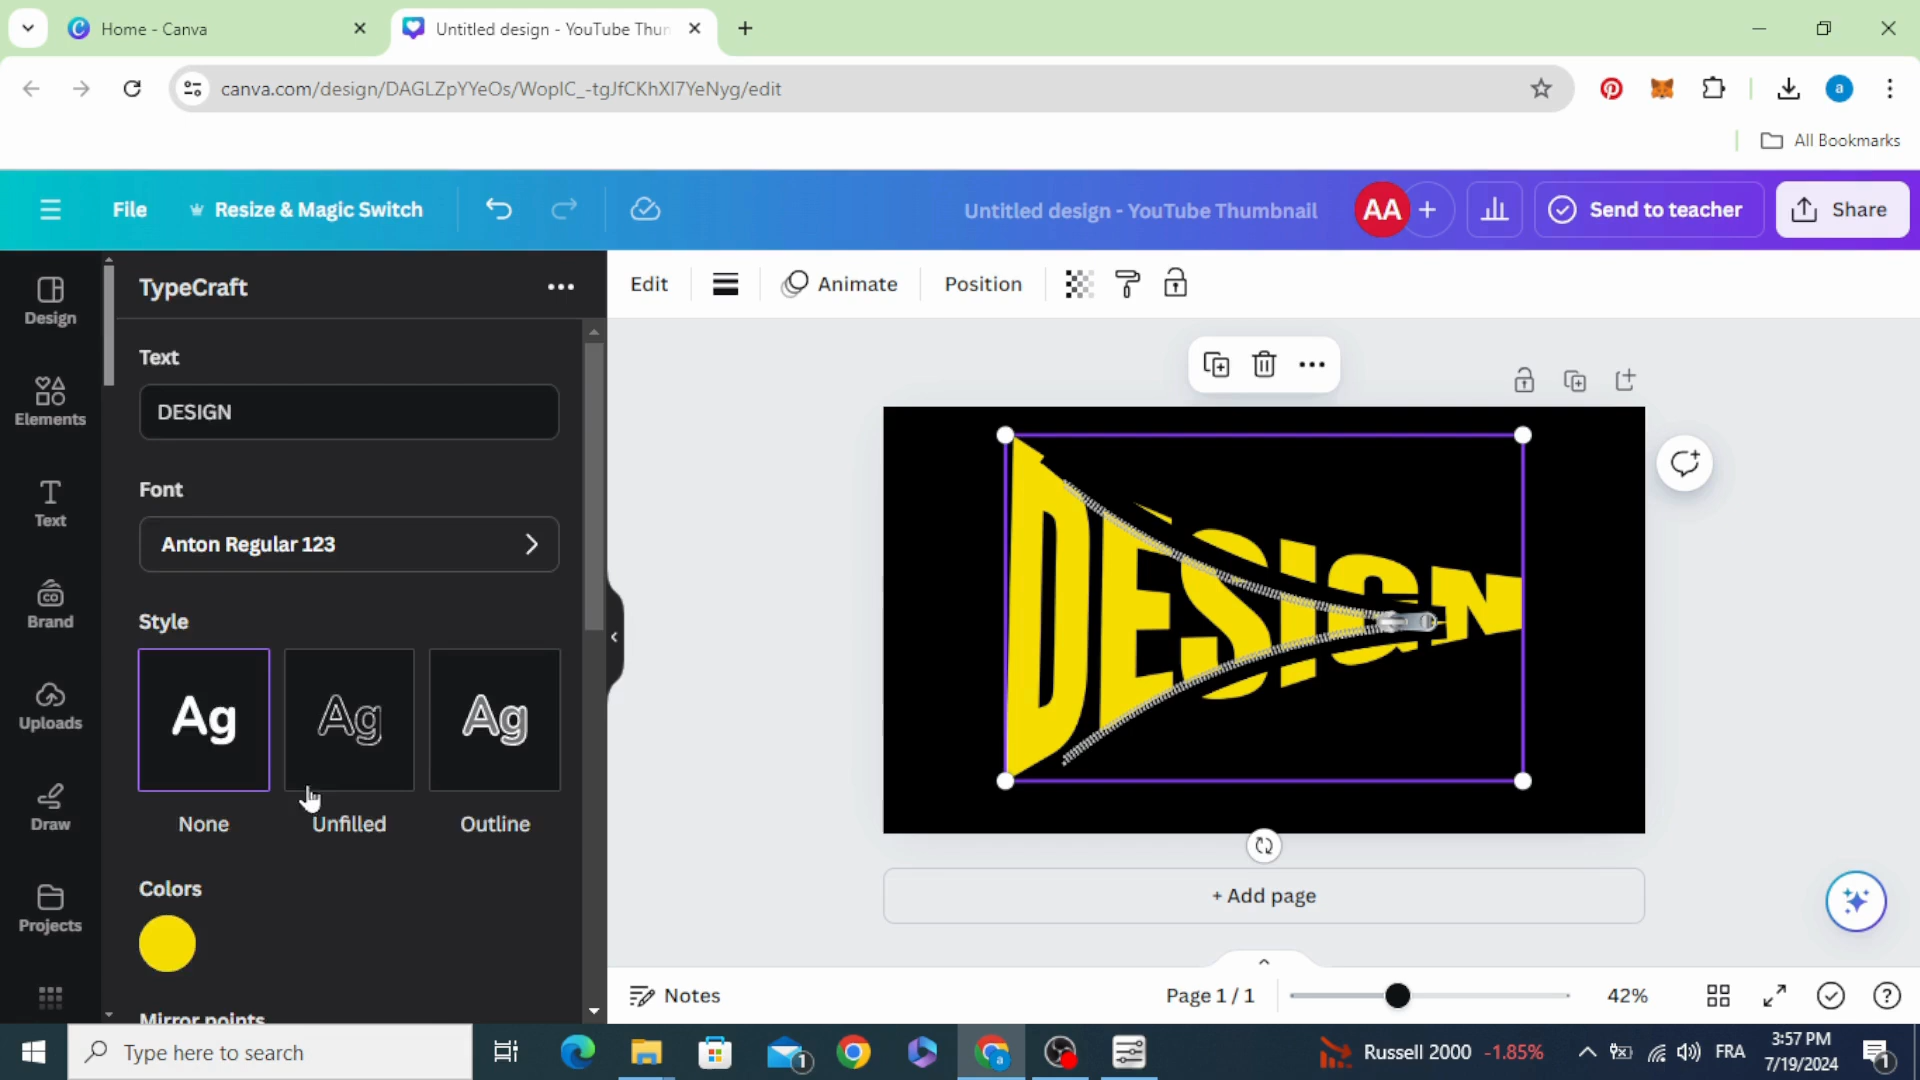 Home - Canva
Untitled design - YouTube Thun
canva.com/design/DAGLZpYYeOs/WopIC_-tgJfCKhXI7YeNyg/edit
a
All Bookmarks
File
Resize & Magic Switch
Untitled design - YouTube Thumbnail
AA
Send to teacher
Share
Design
Elements
Text
Brand
Uploads
Draw
Projects
TypeCraft
Text
DESIGN
Font
Anton Regular 123
Style
Ag
Ag
Ag
None
Unfilled
Outline
Colors
Mirror points
Edit
Animate
Position
DESIGN
+ Add page
Notes
Page 1 / 1
42%
Type here to search
1
a
Russell 2000 -1.85%
FRA
3:57 PM
7/19/2024
1